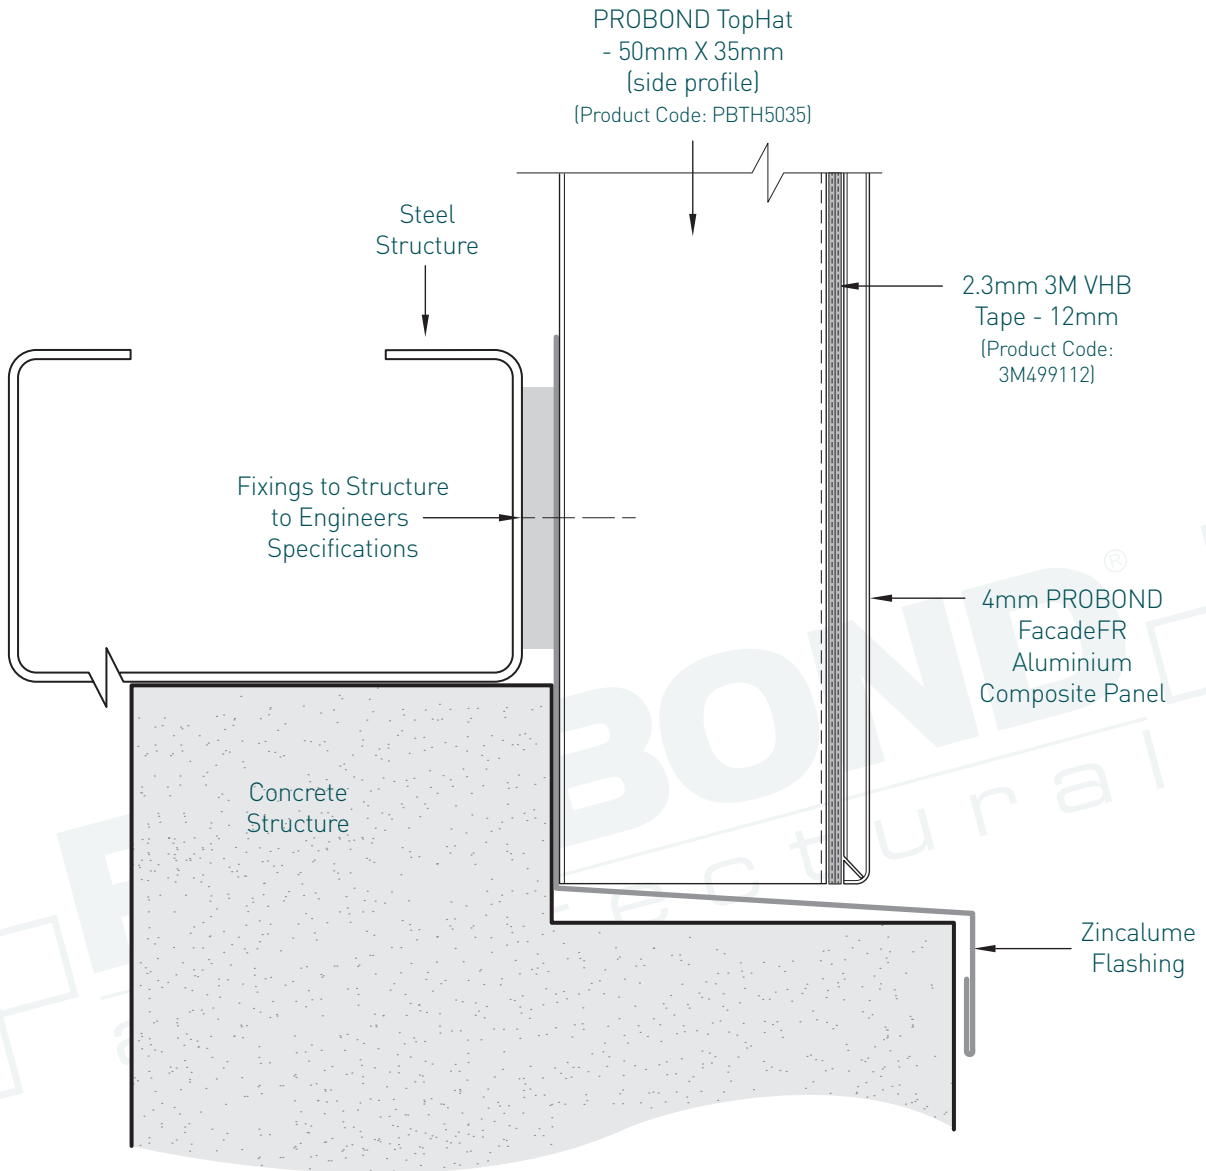 PROBOND TopHat
- 50mm X 35mm
(side profile)
(Product Code: PBTH5035)
Steel
Structure
2.3mm 3M VHB
Tape - 12mm
(Product Code:
3M499112)
Fixings to Structure
to Engineers
Specifications
4mm PROBOND
FacadeFR
Aluminium
Composite Panel
Concrete
Structure
Zincalume
Flashing